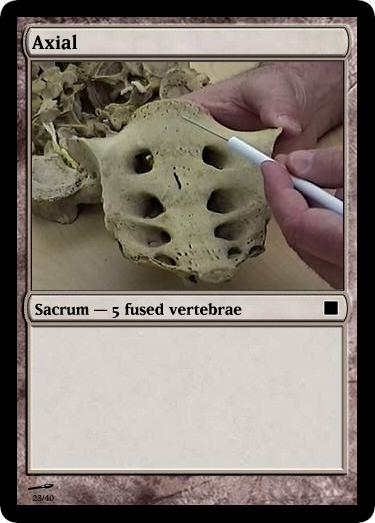 Axial
Sacrum — 5 fused vertebrae
23/40